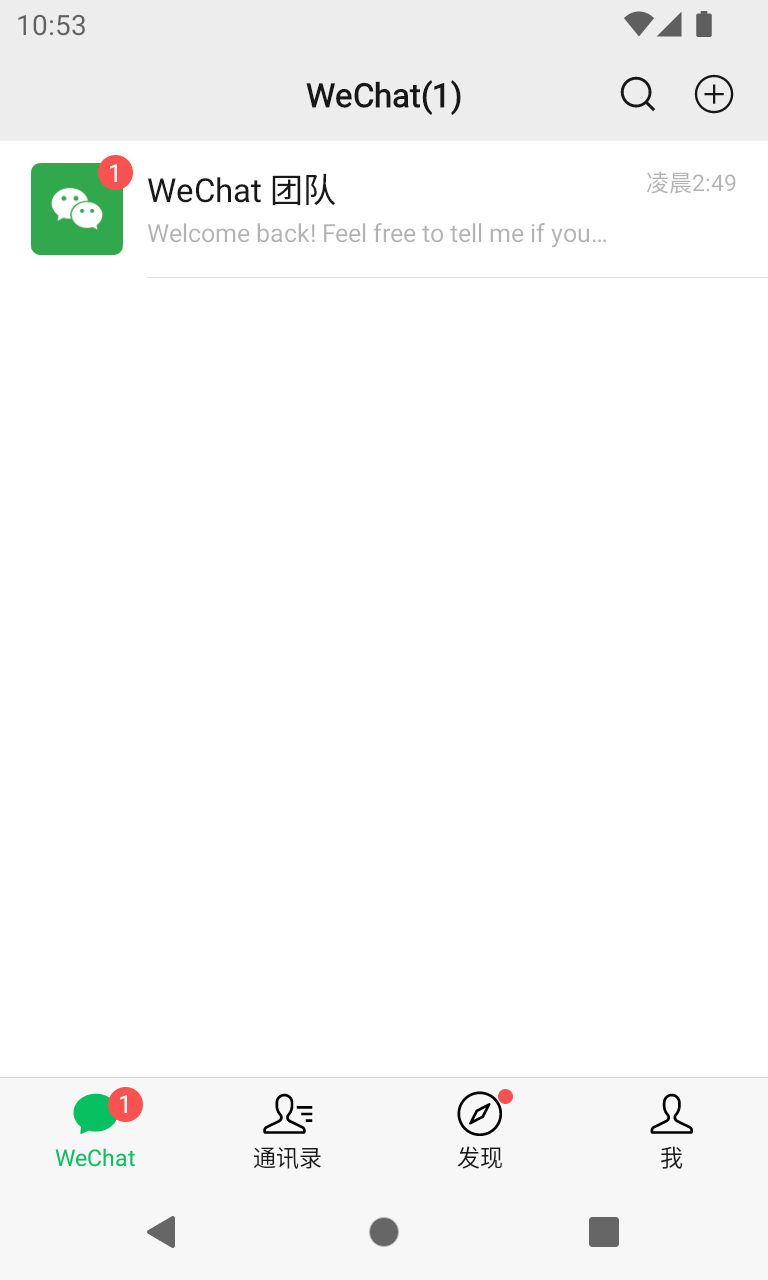 10:53
WeChat(1)
1
WeChat 团队
凌晨2:49
Welcome back! Feel free to tell me if you…
1
WeChat
通讯录
发现
我